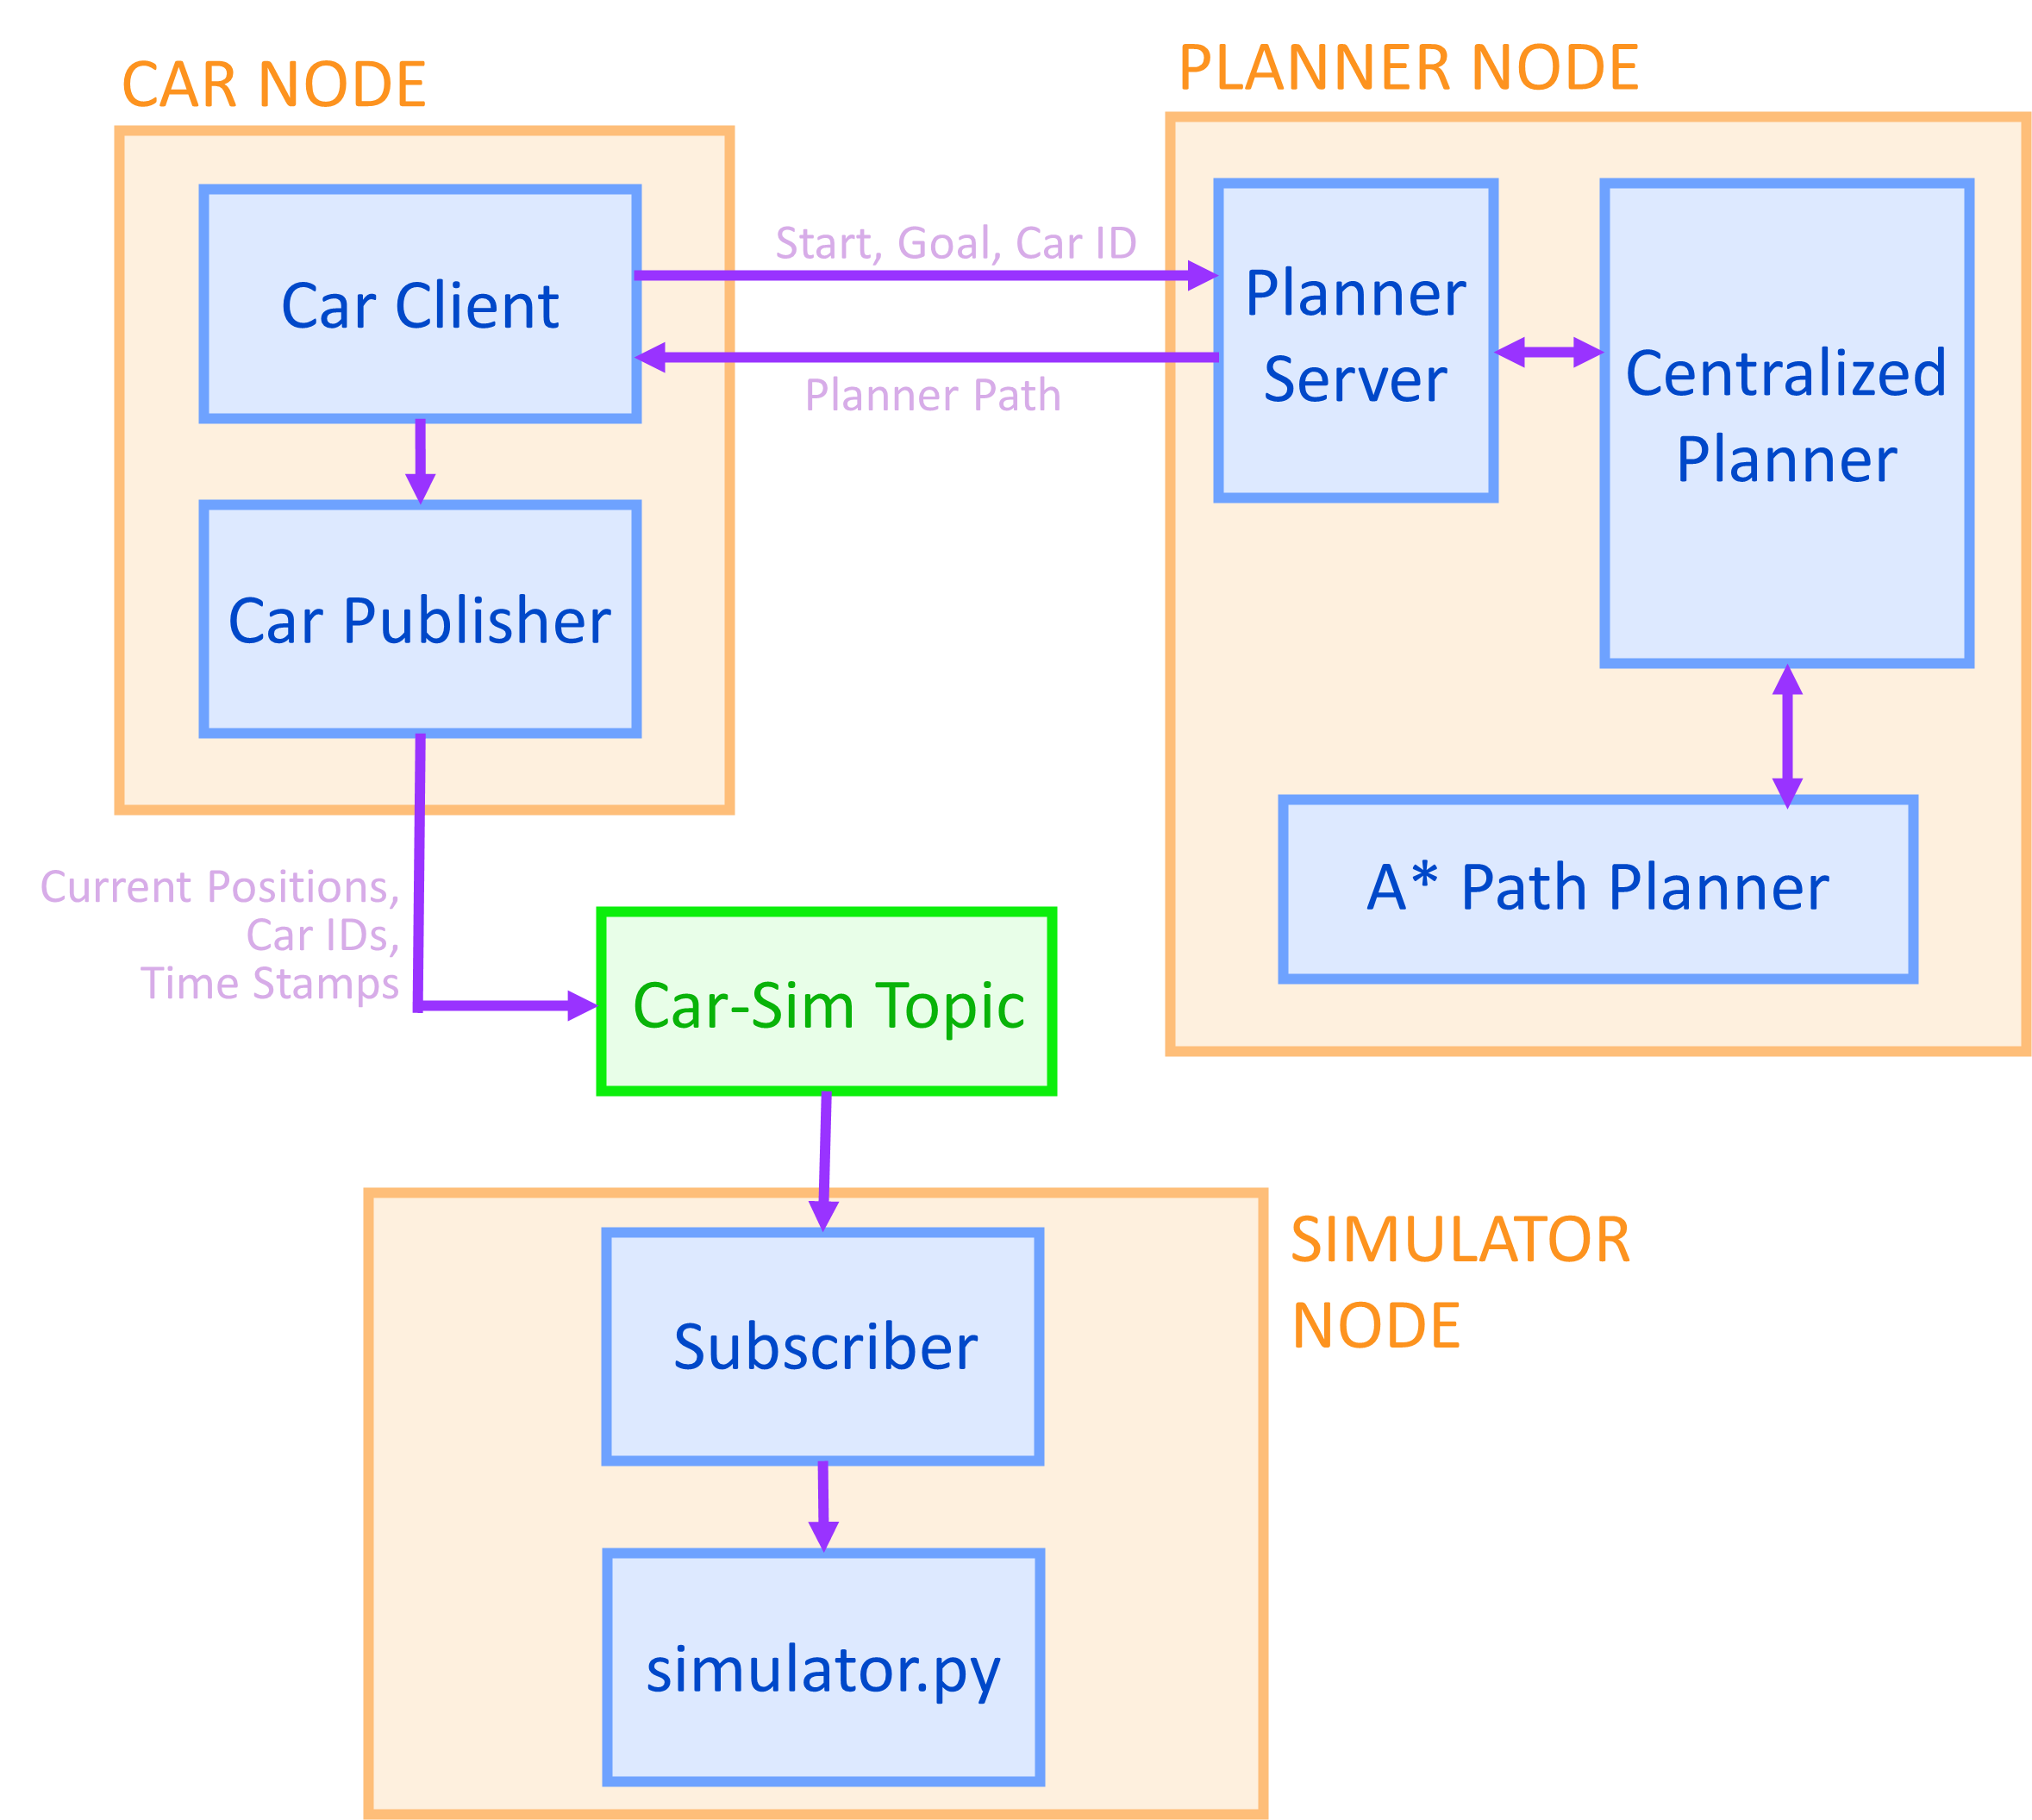 CAR NODE
PLANNER NODE
Car Client
Start, Goal, Car ID
Planner Path
Planner
Server
Centralized
Planner
Car Publisher
A* Path Planner
Current Positions,
Car IDs,
Time Stamps
Car-Sim Topic
SIMULATOR
NODE
Subscriber
simulator.py